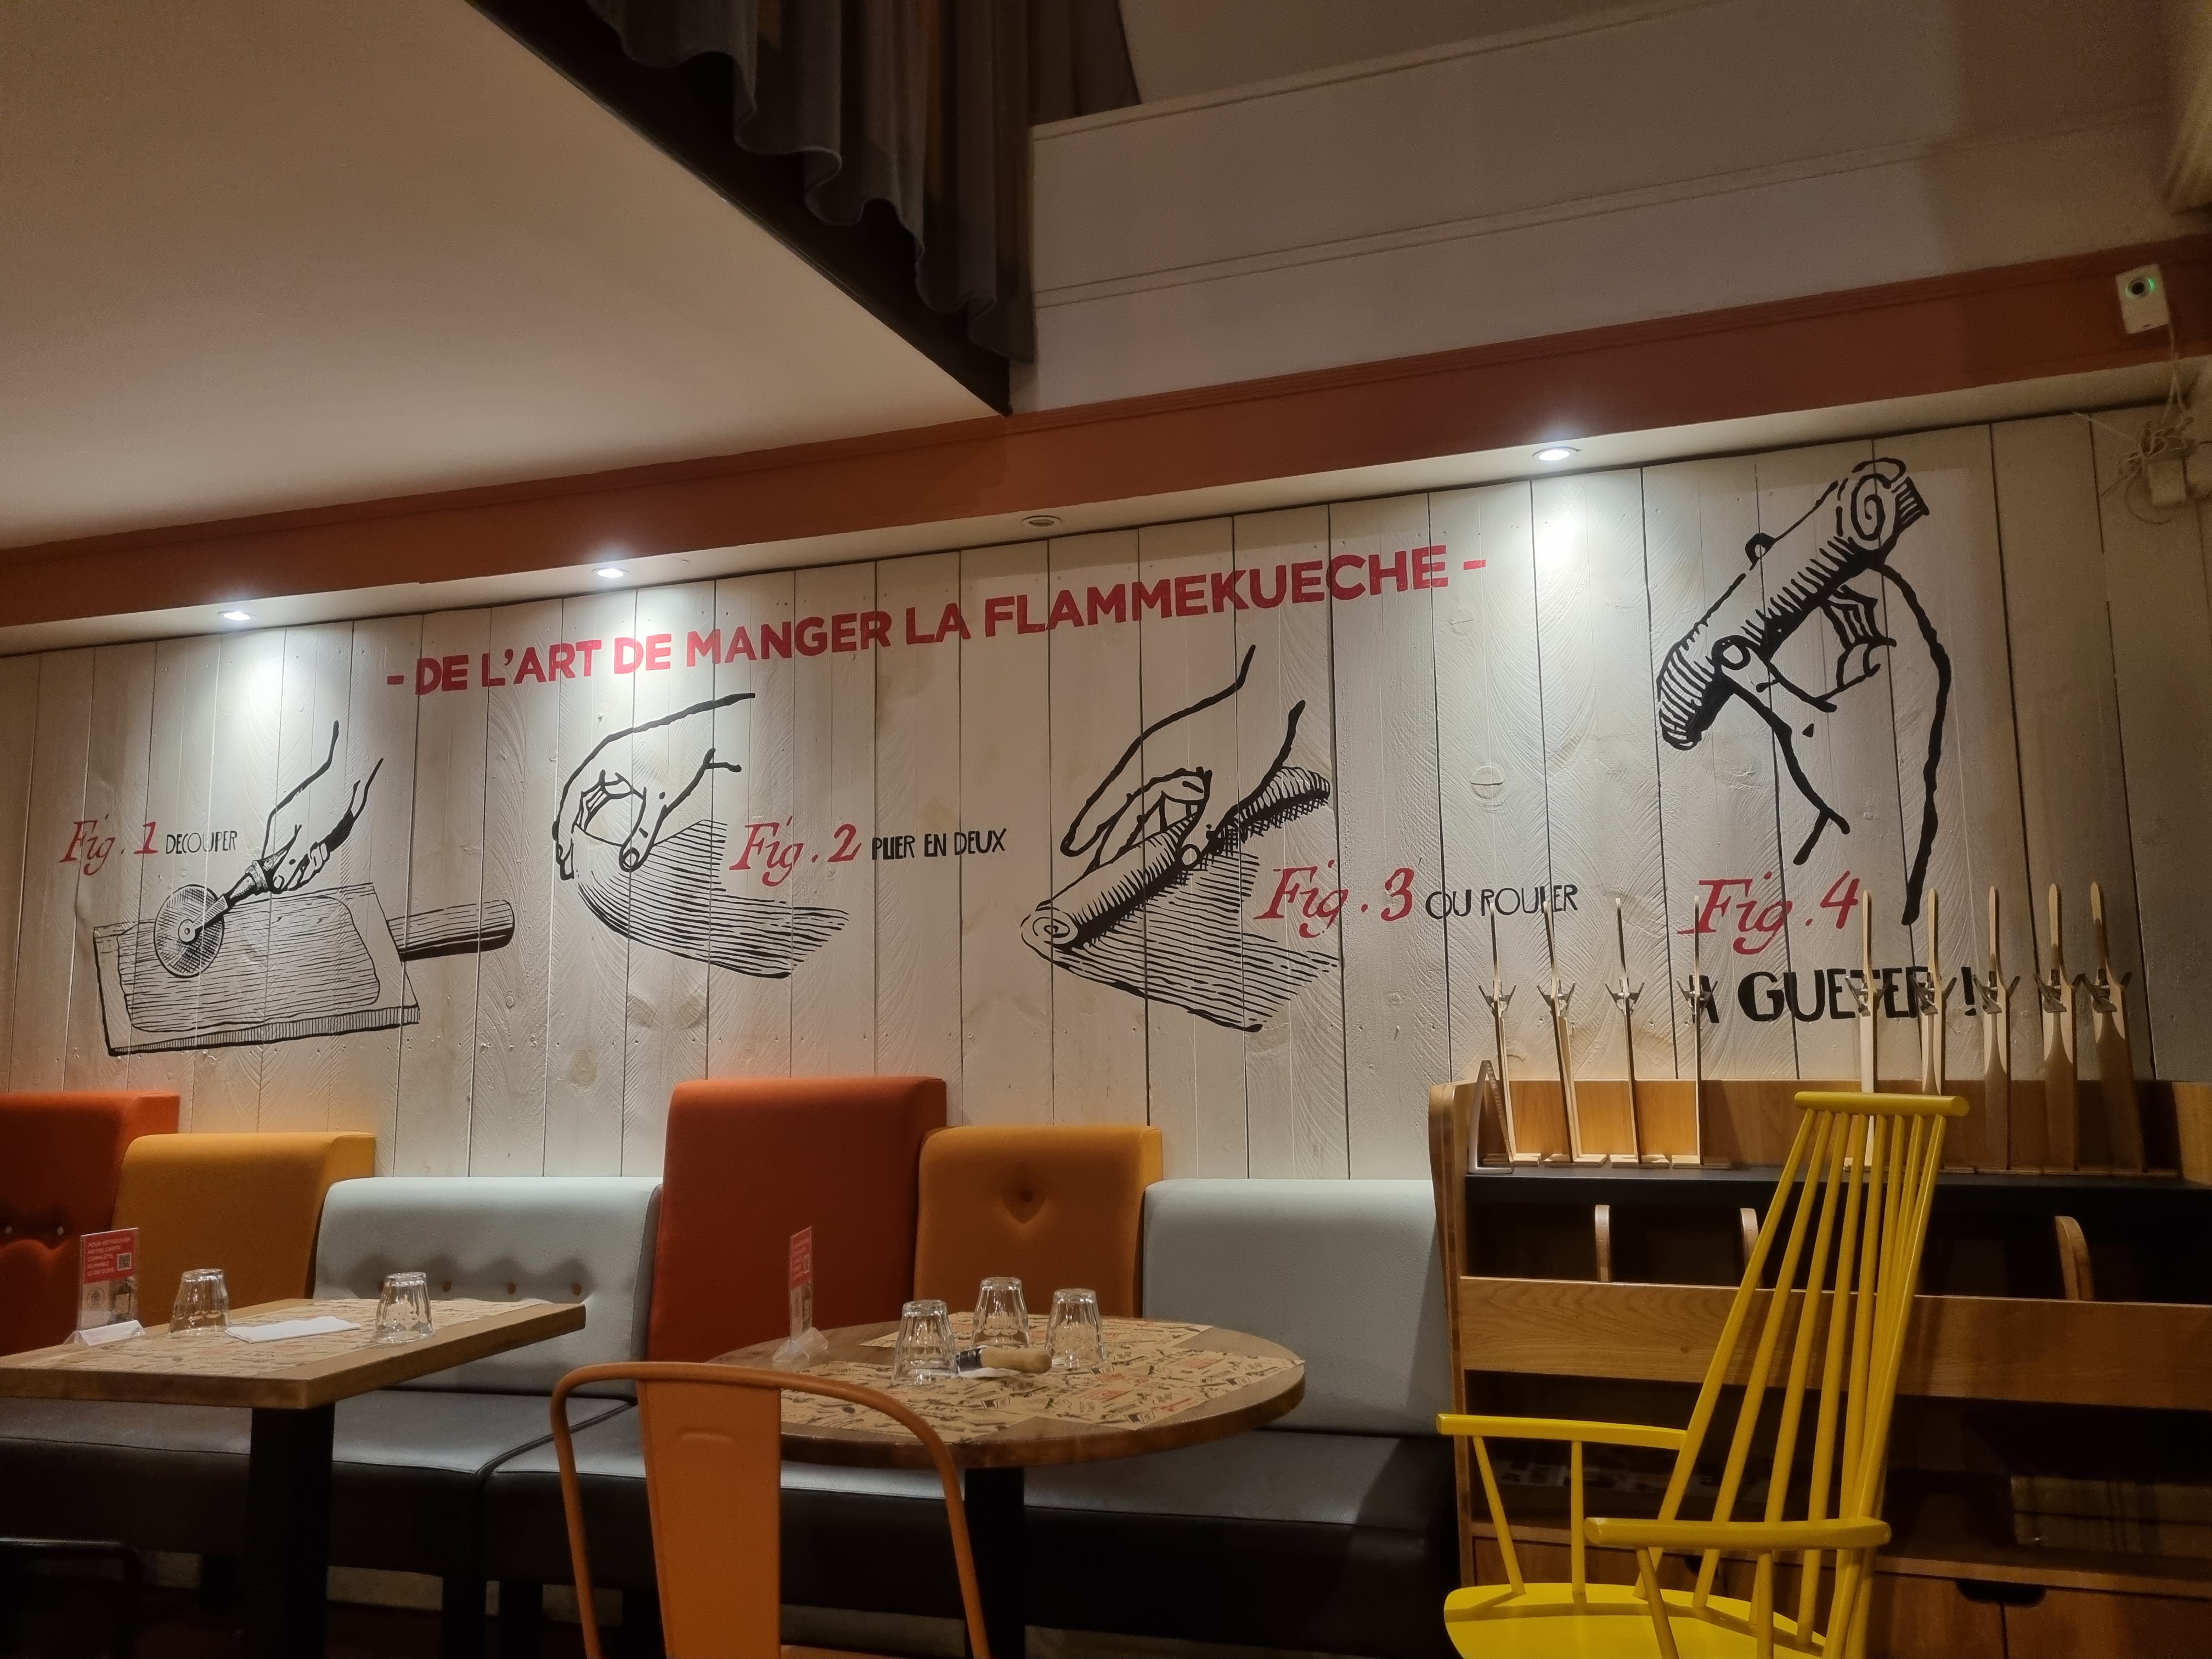 - DE L'ART DE MANGER LA FLAMMEKUECHE -
Fig. 1 DECOUPER
Fig. 2 PLIER EN DEUX
Fig. 3 OU ROULER
Fig. 4
A GUETER !